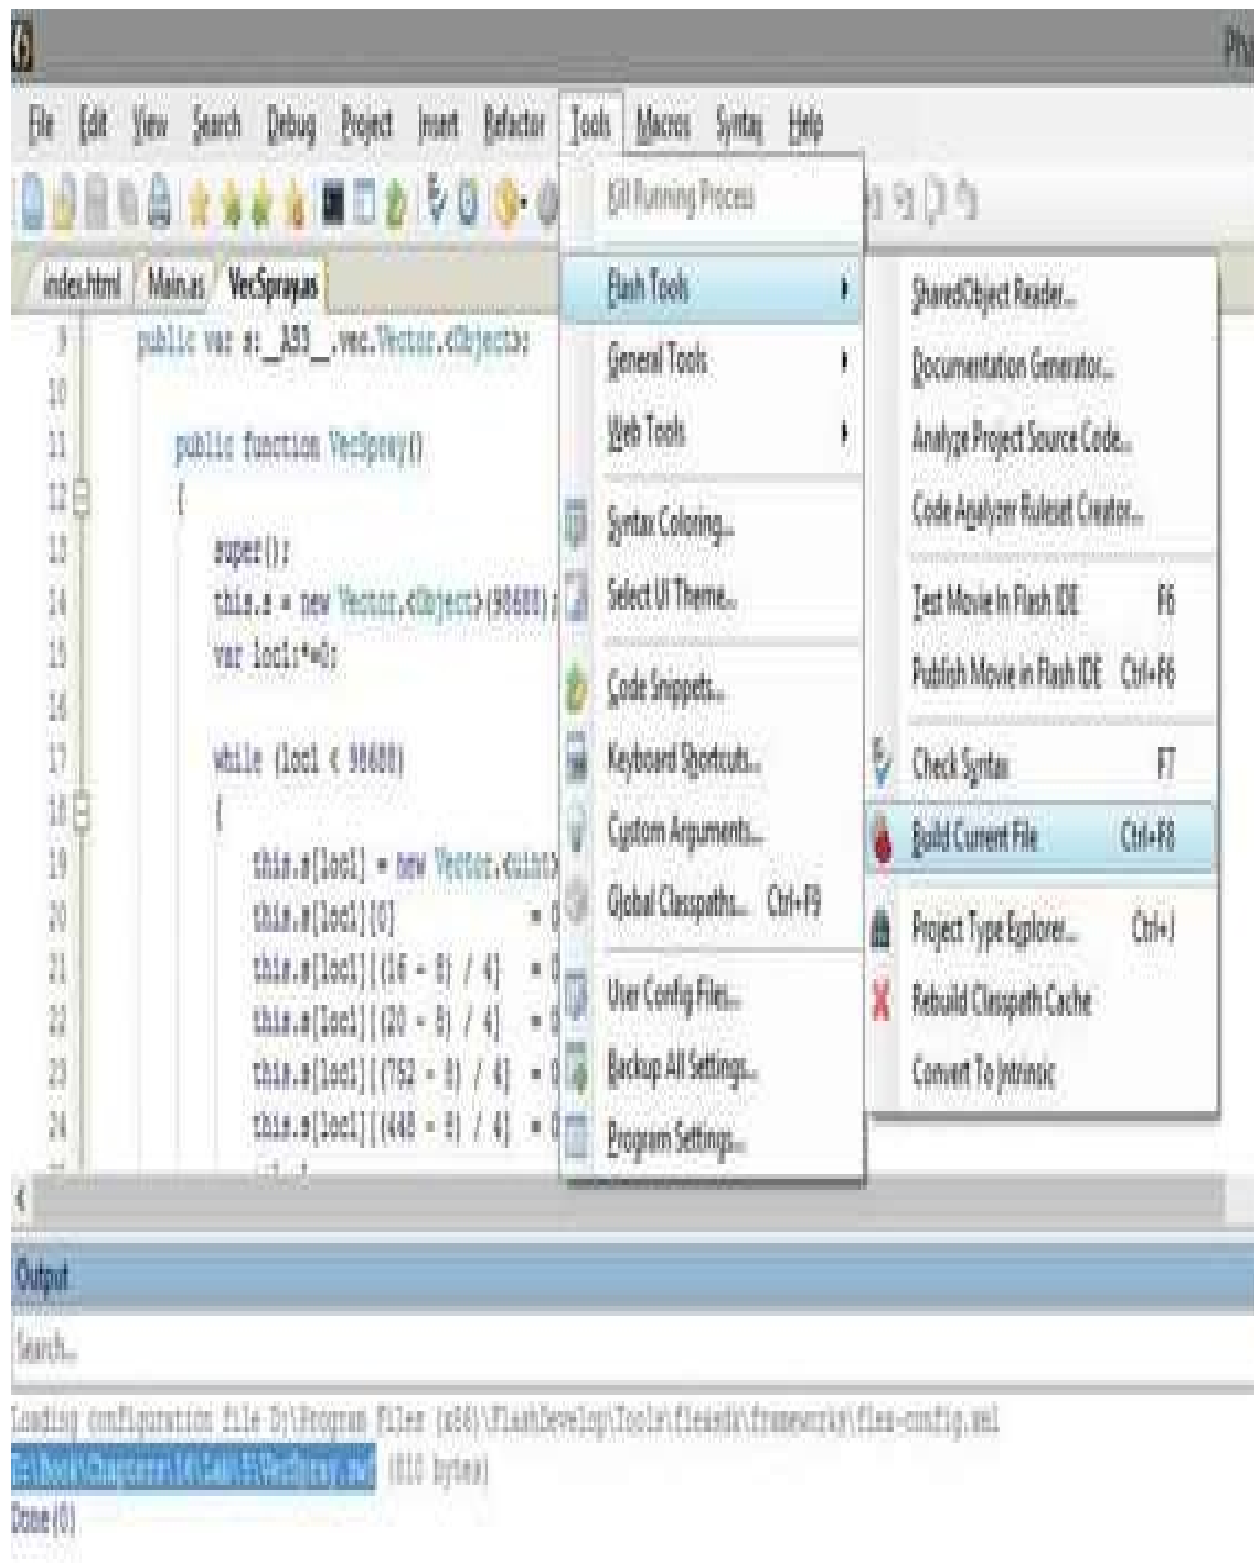 Pha
File Edit View Search Debug Project Insert Refactor Tools Macros Syntax Help
index.html Main.as VecSpray.as
Kill Running Process
Flash Tools
General Tools
Web Tools
Syntax Coloring...
Select UI Theme...
Code Snippets...
Keyboard Shortcuts...
Custom Arguments...
Global Classpaths... Ctrl+F9
User Config Files...
Backup All Settings...
Program Settings...
SharedObject Reader...
Documentation Generator...
Analyze Project Source Code...
Code Analyzer Ruleset Creator...
Test Movie In Flash IDE F6
Publish Movie in Flash IDE Ctrl+F6
Check Syntax F7
Build Current File Ctrl+F8
Project Type Explorer... Ctrl+J
Rebuild Classpath Cache
Convert To Intrinsic
9 public var s:__AS3__.vec.Vector.<Object>;
10
11 public function VecSpray()
12 {
13 super();
14 this.s = new Vector.<Object>(98688);
15 var loc1:*=0;
16
17 while (loc1 < 98688)
18 {
19 this.s[loc1] = new Vector.<uint>
20 this.s[loc1][0] = 0
21 this.s[loc1][(16 - 8) / 4] = 0
22 this.s[loc1][(20 - 8) / 4] = 0
23 this.s[loc1][(752 - 8) / 4] = 0
24 this.s[loc1][(448 - 8) / 4] = 0
Output
Search...
Loading configuration file D:\Program Files (x86)\FlashDevelop\Tools\flexsdk\frameworks\flex-config.xml
(810 bytes)
Done(0)